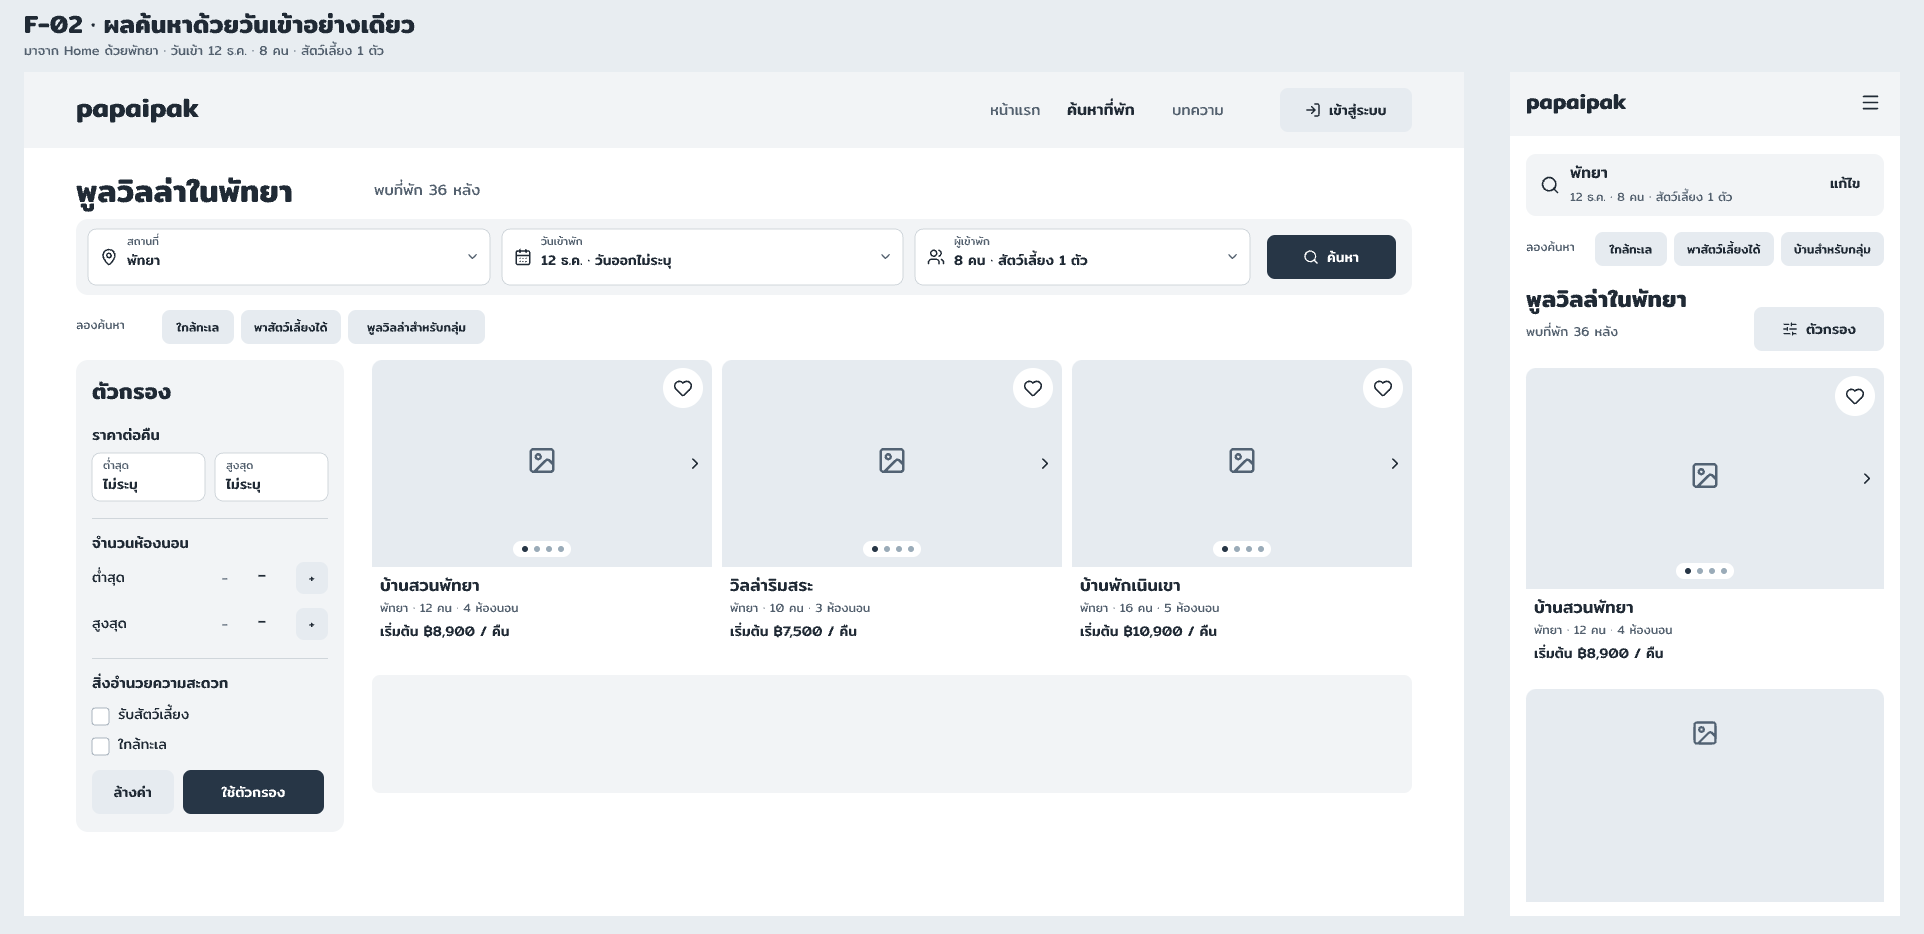 F-02 · ผลค้นหาด้วยวันเข้าอย่างเดียว
มาจาก Home ด้วยพัทยา · วันเข้า 12 ธ.ค. · 8 คน · สัตว์เลี้ยง 1 ตัว
papaipak
หน้าแรก
ค้นหาที่พัก
บทความ
เข้าสู่ระบบ
พูลวิลล่าในพัทยา
พบที่พัก 36 หลัง
สถานที่
พัทยา
วันเข้าพัก
12 ธ.ค. · วันออกไม่ระบุ
ผู้เข้าพัก
8 คน · สัตว์เลี้ยง 1 ตัว
ค้นหา
ลองค้นหา
ใกล้ทะเล
พาสัตว์เลี้ยงได้
พูลวิลล่าสำหรับกลุ่ม
ตัวกรอง
ราคาต่อคืน
ต่ำสุด
ไม่ระบุ
สูงสุด
ไม่ระบุ
จำนวนห้องนอน
ต่ำสุด
- – +
สูงสุด
- – +
สิ่งอำนวยความสะดวก
รับสัตว์เลี้ยง
ใกล้ทะเล
ล้างค่า
ใช้ตัวกรอง
บ้านสวนพัทยา
พัทยา · 12 คน · 4 ห้องนอน
เริ่มต้น ฿8,900 / คืน
วิลล่าริมสระ
พัทยา · 10 คน · 3 ห้องนอน
เริ่มต้น ฿7,500 / คืน
บ้านพักเนินเขา
พัทยา · 16 คน · 5 ห้องนอน
เริ่มต้น ฿10,900 / คืน
papaipak
พัทยา
12 ธ.ค. · 8 คน · สัตว์เลี้ยง 1 ตัว
แก้ไข
ลองค้นหา
ใกล้ทะเล
พาสัตว์เลี้ยงได้
บ้านสำหรับกลุ่ม
พูลวิลล่าในพัทยา
พบที่พัก 36 หลัง
ตัวกรอง
บ้านสวนพัทยา
พัทยา · 12 คน · 4 ห้องนอน
เริ่มต้น ฿8,900 / คืน